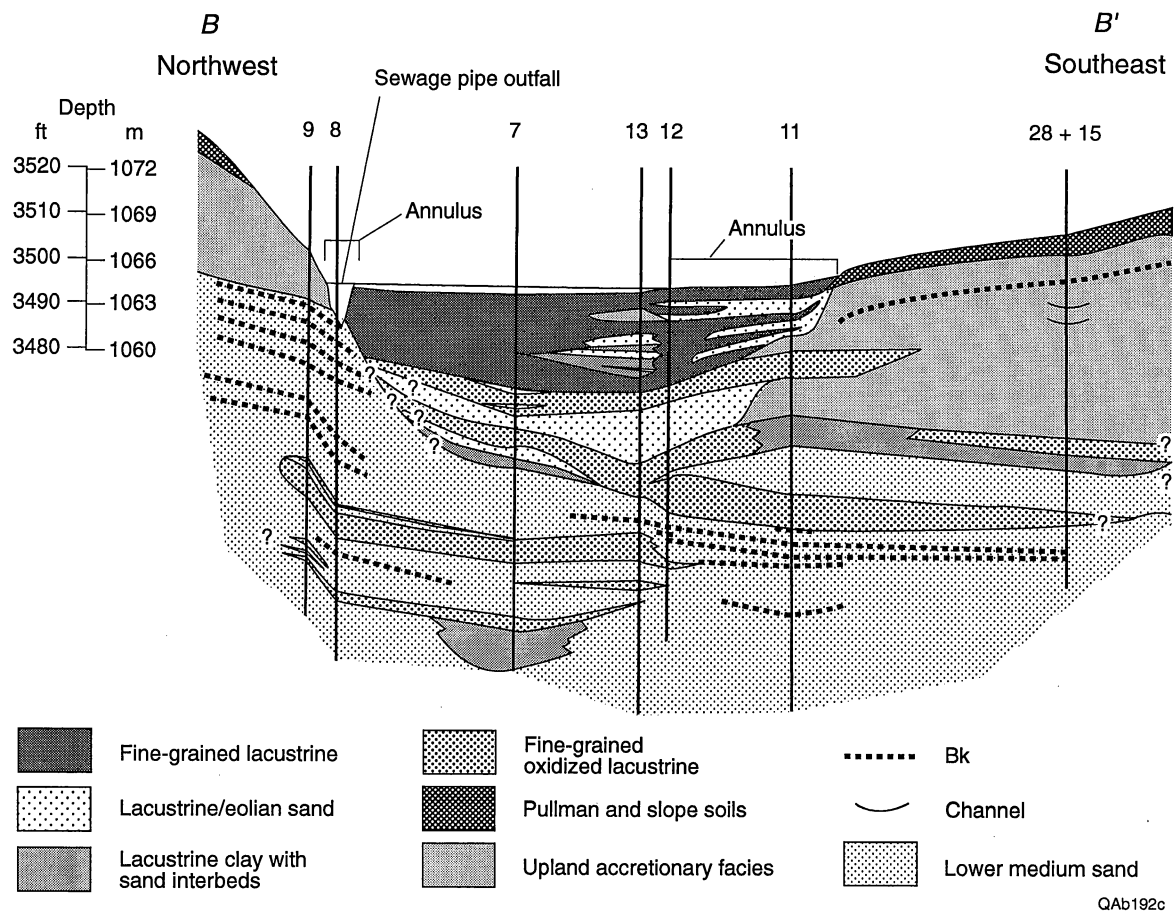 B
B'
Northwest
Southeast
Sewage pipe outfall
Depth
ft
m
9
8
7
13
12
11
28 + 15
3520
1072
3510
1069
3500
1066
3490
1063
3480
1060
Annulus
Annulus
?
?
?
?
?
?
?
?
?
Fine-grained lacustrine
Lacustrine/eolian sand
Lacustrine clay with
sand interbeds
Fine-grained
oxidized lacustrine
Pullman and slope soils
Upland accretionary facies
Bk
Channel
Lower medium sand
QAb192c